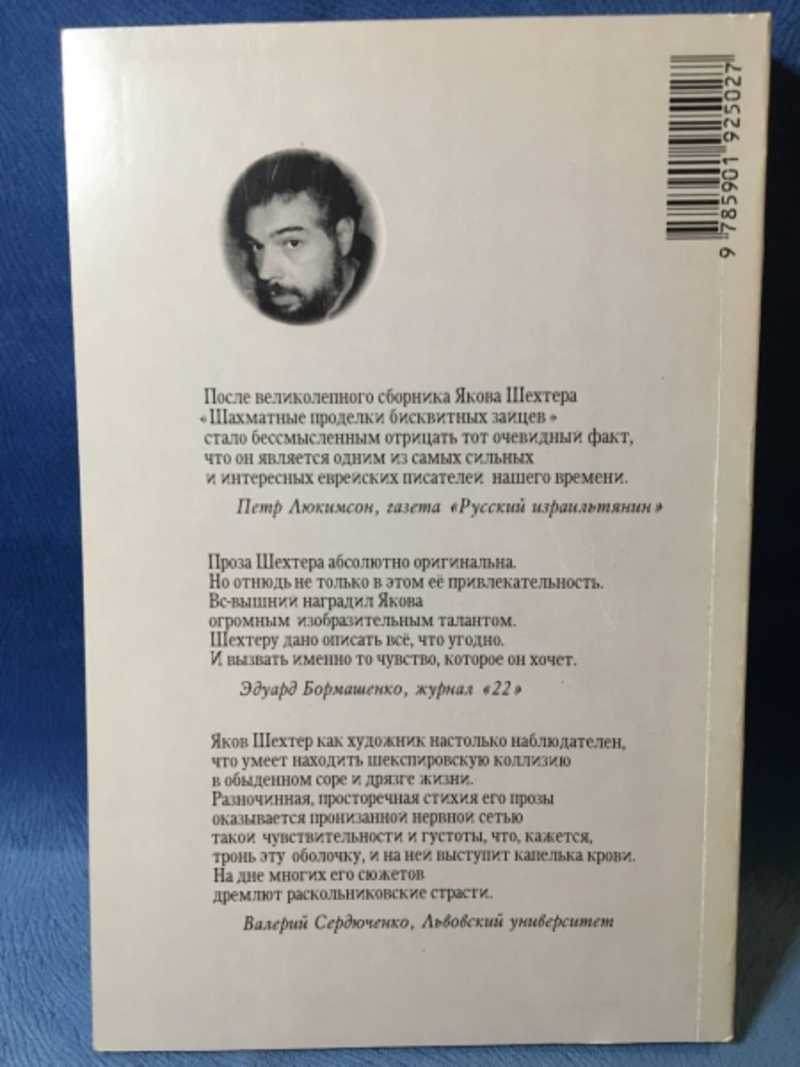 9 785901 925027
После великолепного сборника Якова Шехтера
«Шахматные проделки бисквитных зайцев»
стало бессмысленным отрицать тот очевидный факт,
что он является одним из самых сильных
и интересных еврейских писателей нашего времени.
Петр Люкимсон, газета «Русский израильтянин»
Проза Шехтера абсолютно оригинальна.
Но отнюдь не только в этом её привлекательность.
Вс-вышний наградил Якова
огромным изобразительным талантом.
Шехтеру дано описать всё, что угодно.
И вызвать именно то чувство, которое он хочет.
Эдуард Бормашенко, журнал «22»
Яков Шехтер как художник настолько наблюдателен,
что умеет находить шекспировскую коллизию
в обыденном соре и дрязге жизни.
Разночинная, просторечная стихия его прозы
оказывается пронизанной нервной сетью
такой чувствительности и густоты, что, кажется,
тронь эту оболочку, и на ней выступит капелька крови.
На дне многих его сюжетов
дремлют раскольниковские страсти.
Валерий Сердюченко, Львовский университет